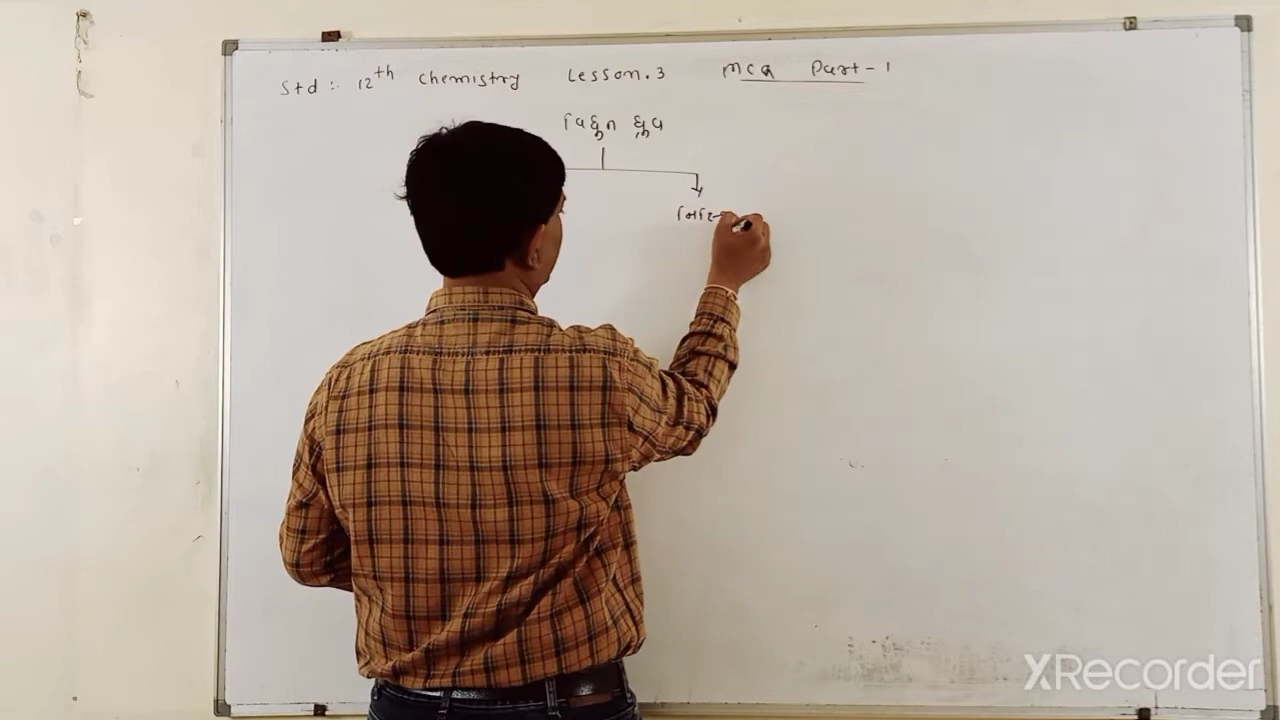 Std :- 12th Chemistry Lesson.3 MCQ Part-1
વિદ્યુત ધ્રુવ
XRecorder